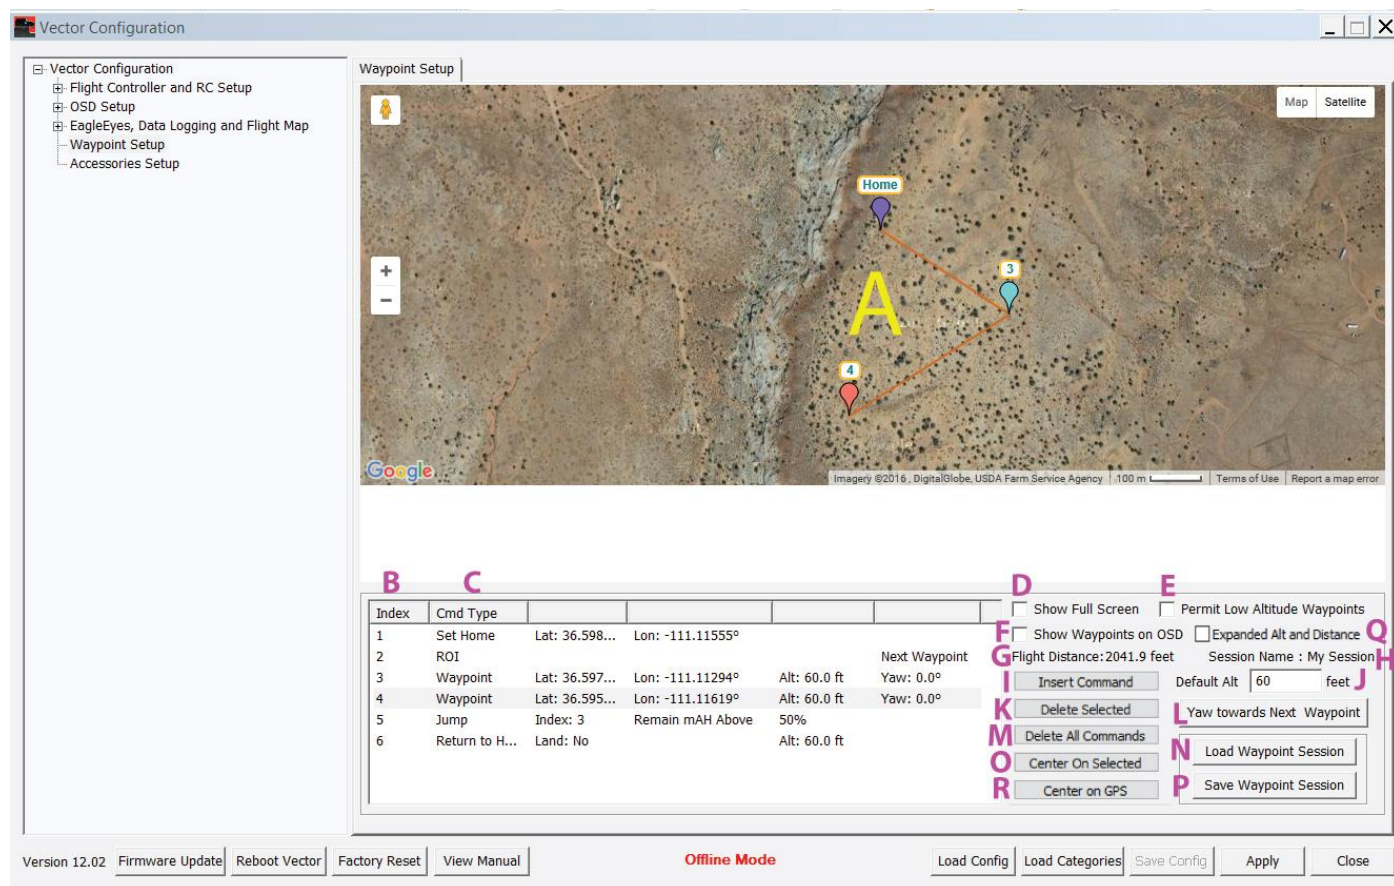 Vector Configuration
Vector Configuration
Flight Controller and RC Setup
OSD Setup
EagleEyes, Data Logging and Flight Map
Waypoint Setup
Accessories Setup
Waypoint Setup
Map Satellite
Home
3
A
4
Google
Imagery ©2016 , DigitalGlobe, USDA Farm Service Agency 100 m Terms of Use Report a map error
B C
Index Cmd Type
1 Set Home Lat: 36.598... Lon: -111.11555º
2 ROI Next Waypoint
3 Waypoint Lat: 36.597... Lon: -111.11294º Alt: 60.0 ft Yaw: 0.0º
4 Waypoint Lat: 36.595... Lon: -111.11619º Alt: 60.0 ft Yaw: 0.0º
5 Jump Index: 3 Remain mAH Above 50%
6 Return to H... Land: No Alt: 60.0 ft
D E
Show Full Screen Permit Low Altitude Waypoints
F Show Waypoints on OSD Expanded Alt and Distance Q
G Flight Distance: 2041.9 feet Session Name : My Session H
I Insert Command Default Alt 60 feet J
K Delete Selected L Yaw towards Next Waypoint
M Delete All Commands
N Load Waypoint Session
O Center On Selected
P Save Waypoint Session
R Center on GPS
Version 12.02 Firmware Update Reboot Vector Factory Reset View Manual Offline Mode Load Config Load Categories Save Config Apply Close